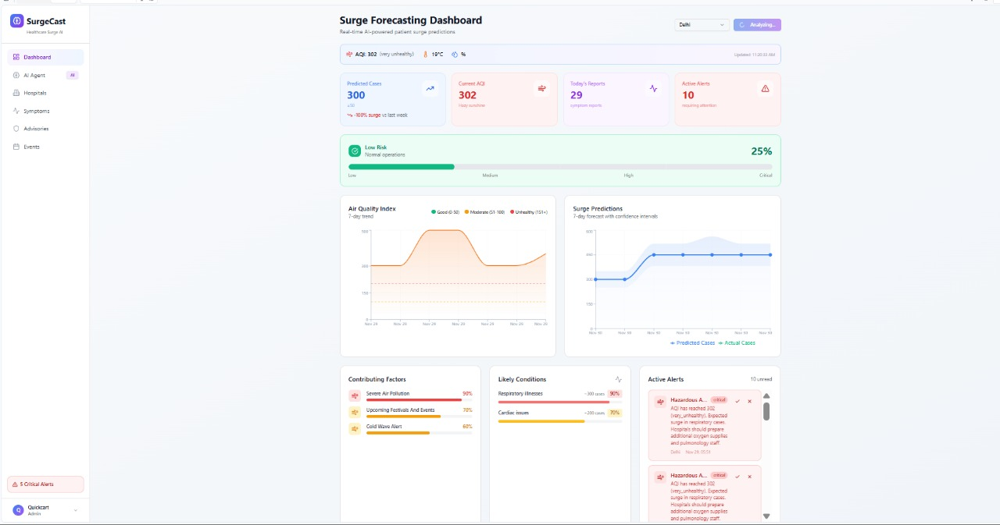 SurgeCast
Healthcare Surge AI
Dashboard
AI Agent
AI
Hospitals
Symptoms
Advisories
Events
5 Critical Alerts
Q
Quickcart
Admin
Surge Forecasting Dashboard
Real-time AI-powered patient surge predictions
Delhi
Analyzing...
AQI: 302 (very unhealthy) 19°C %
Updated: 11:20:33 AM
Predicted Cases
300
±50
-100% surge vs last week
Current AQI
302
Hazy sunshine
Today's Reports
29
symptom reports
Active Alerts
10
requiring attention
Low Risk
Normal operations
25%
Low Medium High Critical
Air Quality Index
7-day trend
Good (0-50) Moderate (51-100) Unhealthy (151+)
500
300
150
0
Nov 29 Nov 29 Nov 29 Nov 29 Nov 29 Nov 29 Nov 29
Surge Predictions
7-day forecast with confidence intervals
600
450
300
150
0
Nov 30 Nov 30 Nov 30 Nov 30 Nov 30 Nov 30 Nov 30
Predicted Cases Actual Cases
Contributing Factors
Severe Air Pollution 90%
Upcoming Festivals And Events 70%
Cold Wave Alert 60%
Likely Conditions
Respiratory illnesses ~300 cases 90%
Cardiac issues ~200 cases 70%
Active Alerts 10 unread
Hazardous A... critical
AQI has reached 302
(very_unhealthy). Expected
surge in respiratory cases.
Hospitals should prepare
additional oxygen supplies
and pulmonology staff.
Delhi Nov 29, 05:51
Hazardous A... critical
AQI has reached 302
(very_unhealthy). Expected
surge in respiratory cases.
Hospitals should prepare
additional oxygen supplies
and pulmonology staff.